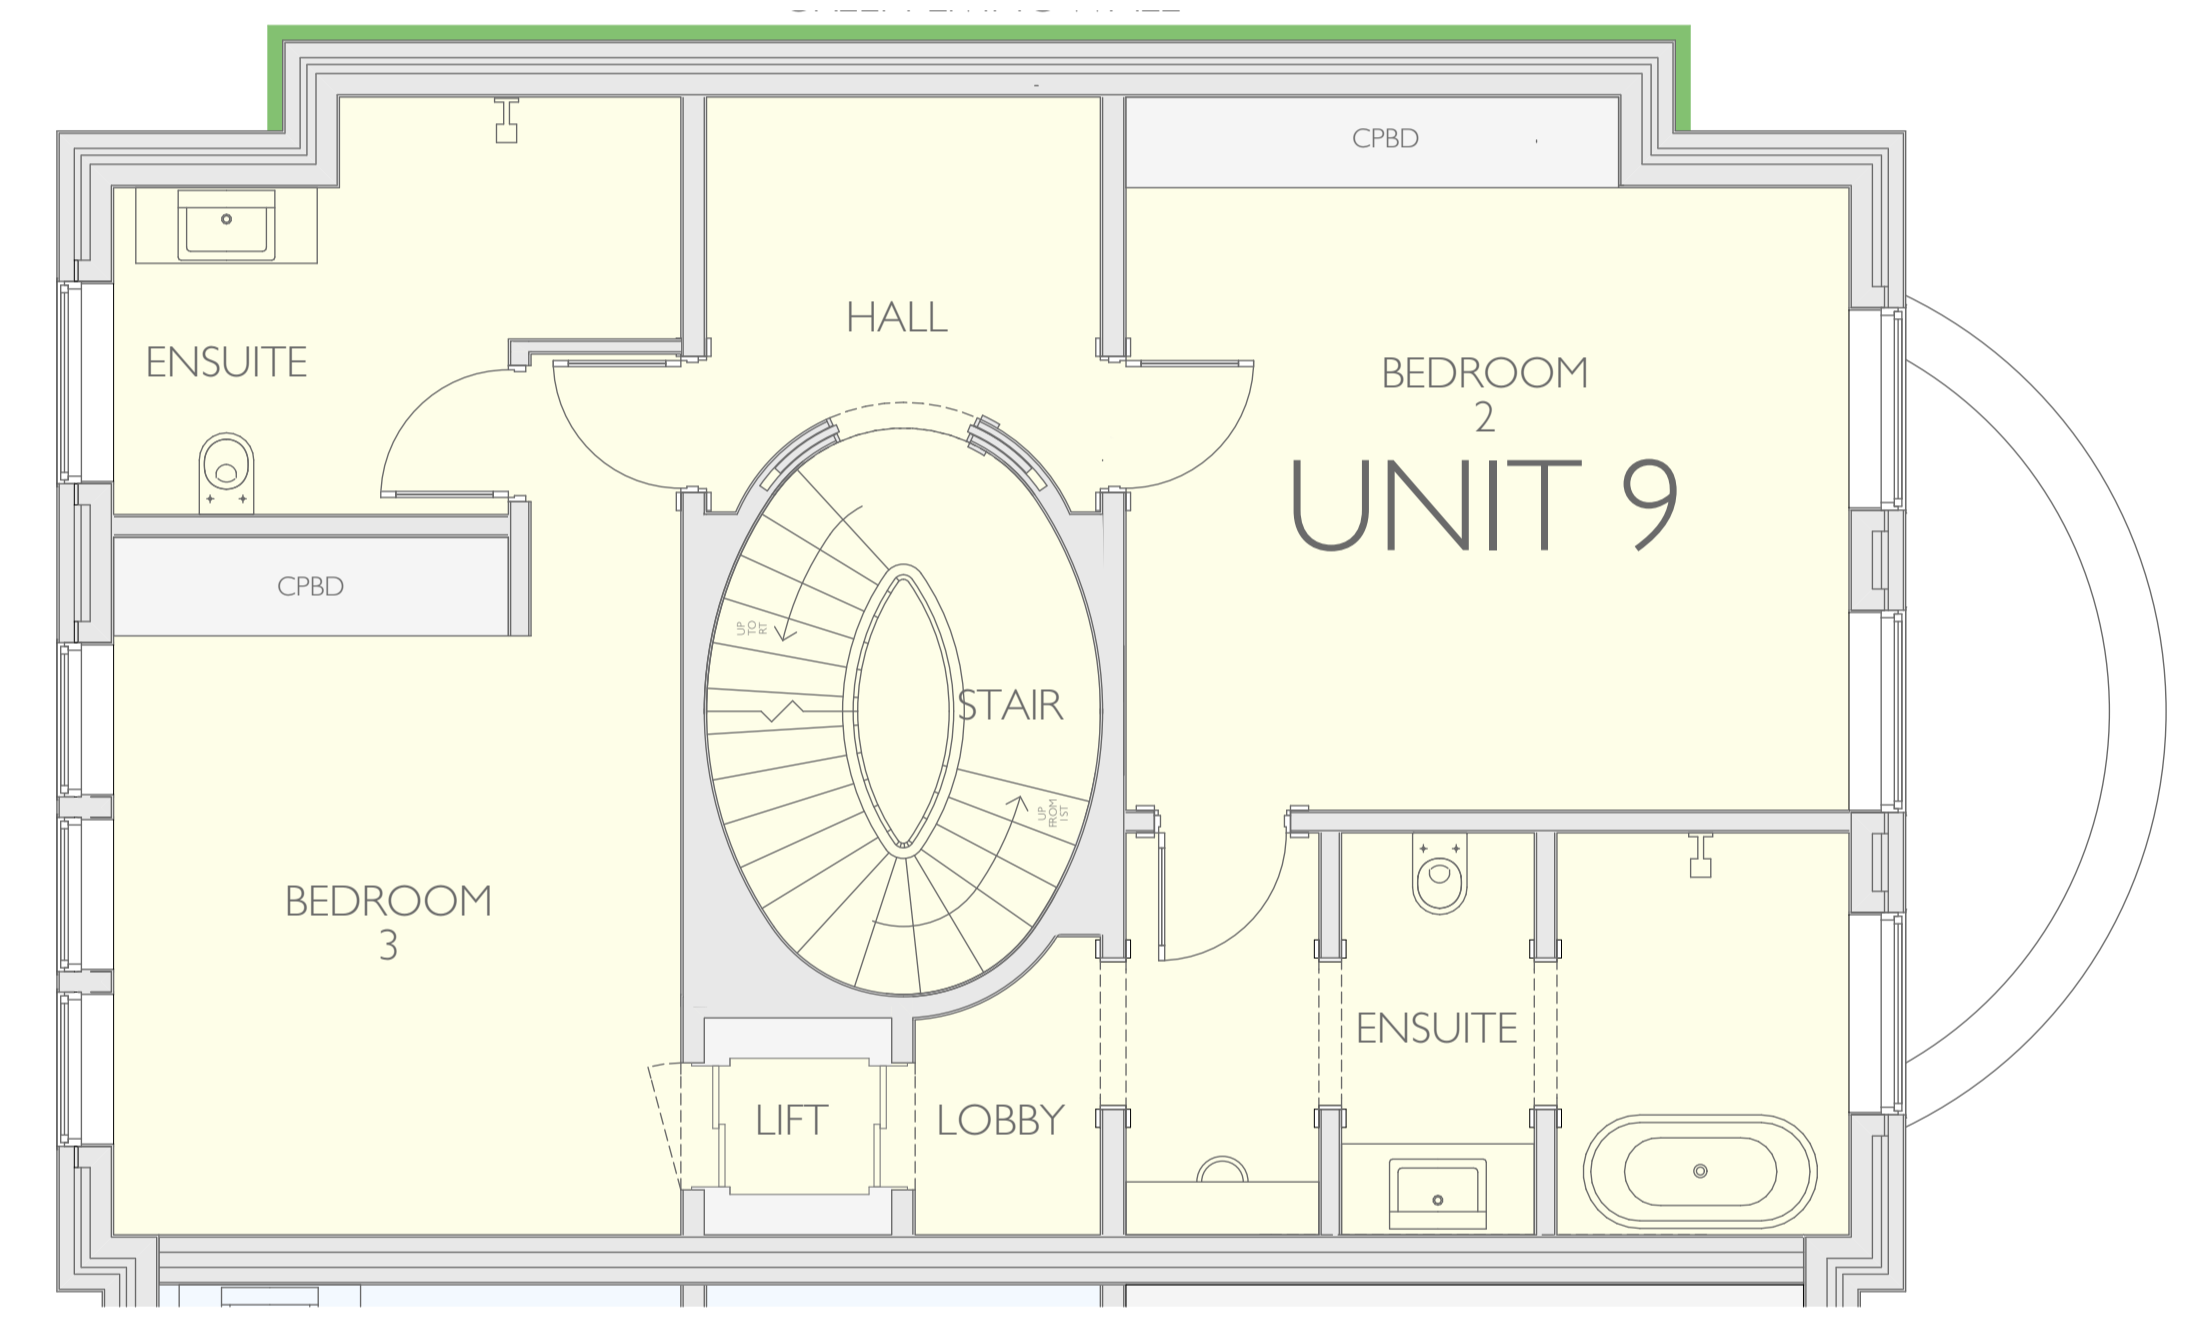 CPBD
HALL
ENSUITE
BEDROOM
2
UNIT 9
CPBD
UP
TO
RT
STAIR
UP
FROM
1ST
BEDROOM
3
ENSUITE
LIFT
LOBBY